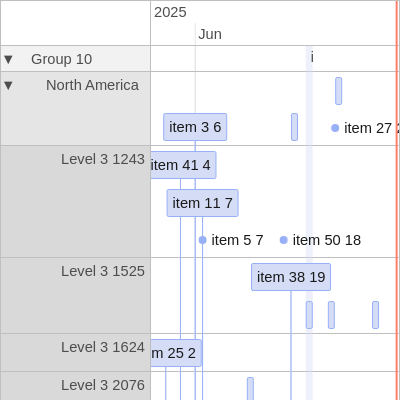 2025
Jun
▼ Group 10
i
▼ North America
item 27 2
item 3 6
Level 3 1243
item 41 4
item 11 7
item 5 7
item 50 18
Level 3 1525
item 38 19
Level 3 1624
m 25 2
Level 3 2076